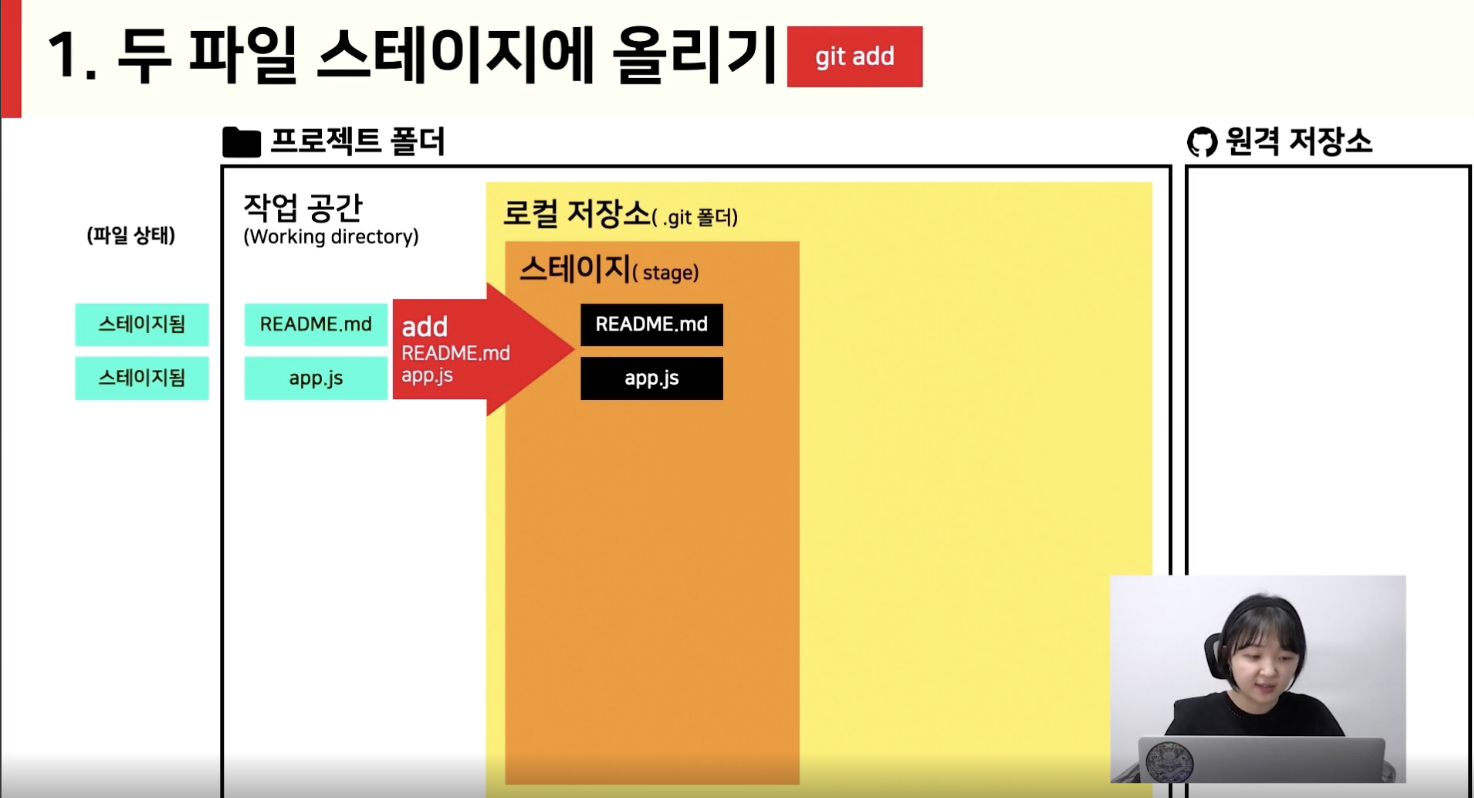 1. 두 파일 스테이지에 올리기 git add
프로젝트 폴더
원격 저장소
작업 공간
(Working directory)
로컬 저장소( .git 폴더)
(파일 상태)
스테이지( stage)
스테이지됨
README.md
add
README.md
app.js
README.md
스테이지됨
app.js
app.js